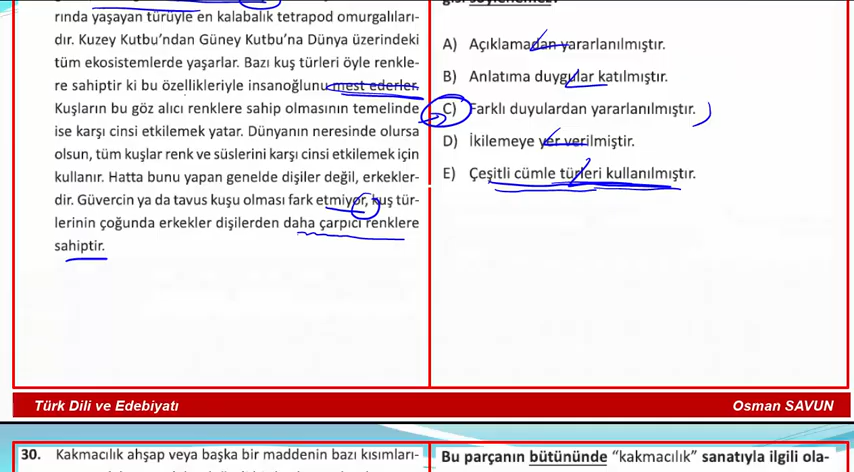 rında yaşayan türüyle en kalabalık tetrapod omurgalıları-
dır. Kuzey Kutbu'ndan Güney Kutbu'na Dünya üzerindeki
tüm ekosistemlerde yaşarlar. Bazı kuş türleri öyle renkle-
re sahiptir ki bu özellikleriyle insanoğlunu mest ederler.
Kuşların bu göz alıcı renklere sahip olmasının temelinde
ise karşı cinsi etkilemek yatar. Dünyanın neresinde olursa
olsun, tüm kuşlar renk ve süslerini karşı cinsi etkilemek için
kullanır. Hatta bunu yapan genelde dişiler değil, erkekler-
dir. Güvercin ya da tavus kuşu olması fark etmiyor, kuş tür-
lerinin çoğunda erkekler dişilerden daha çarpıcı renklere
sahiptir.
A) Açıklamadan yararlanılmıştır.
B) Anlatıma duygular katılmıştır.
C) Farklı duyulardan yararlanılmıştır.
D) İkilemeye yer verilmiştir.
E) Çeşitli cümle türleri kullanılmıştır.
Türk Dili ve Edebiyatı
Osman SAVUN
30. Kakmacılık ahşap veya başka bir maddenin bazı kısımları-
Bu parçanın bütününde "kakmacılık" sanatıyla ilgili ola-